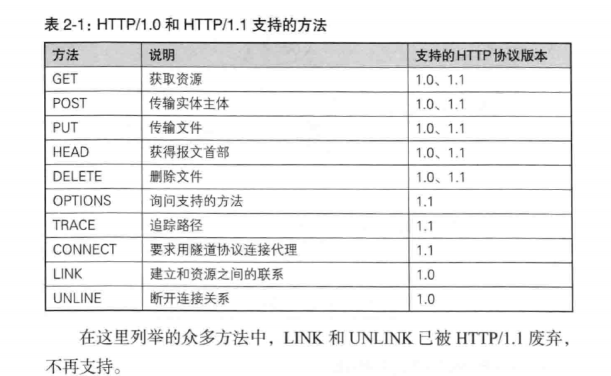 表 2-1：HTTP/1.0 和 HTTP/1.1 支持的方法
方法 说明 支持的HTTP协议版本
GET 获取资源 1.0、1.1
POST 传输实体主体 1.0、1.1
PUT 传输文件 1.0、1.1
HEAD 获得报文首部 1.0、1.1
DELETE 删除文件 1.0、1.1
OPTIONS 询问支持的方法 1.1
TRACE 追踪路径 1.1
CONNECT 要求用隧道协议连接代理 1.1
LINK 建立和资源之间的联系 1.0
UNLINE 断开连接关系 1.0
在这里列举的众多方法中，LINK 和 UNLINK 已被 HTTP/1.1 废弃，
不再支持。